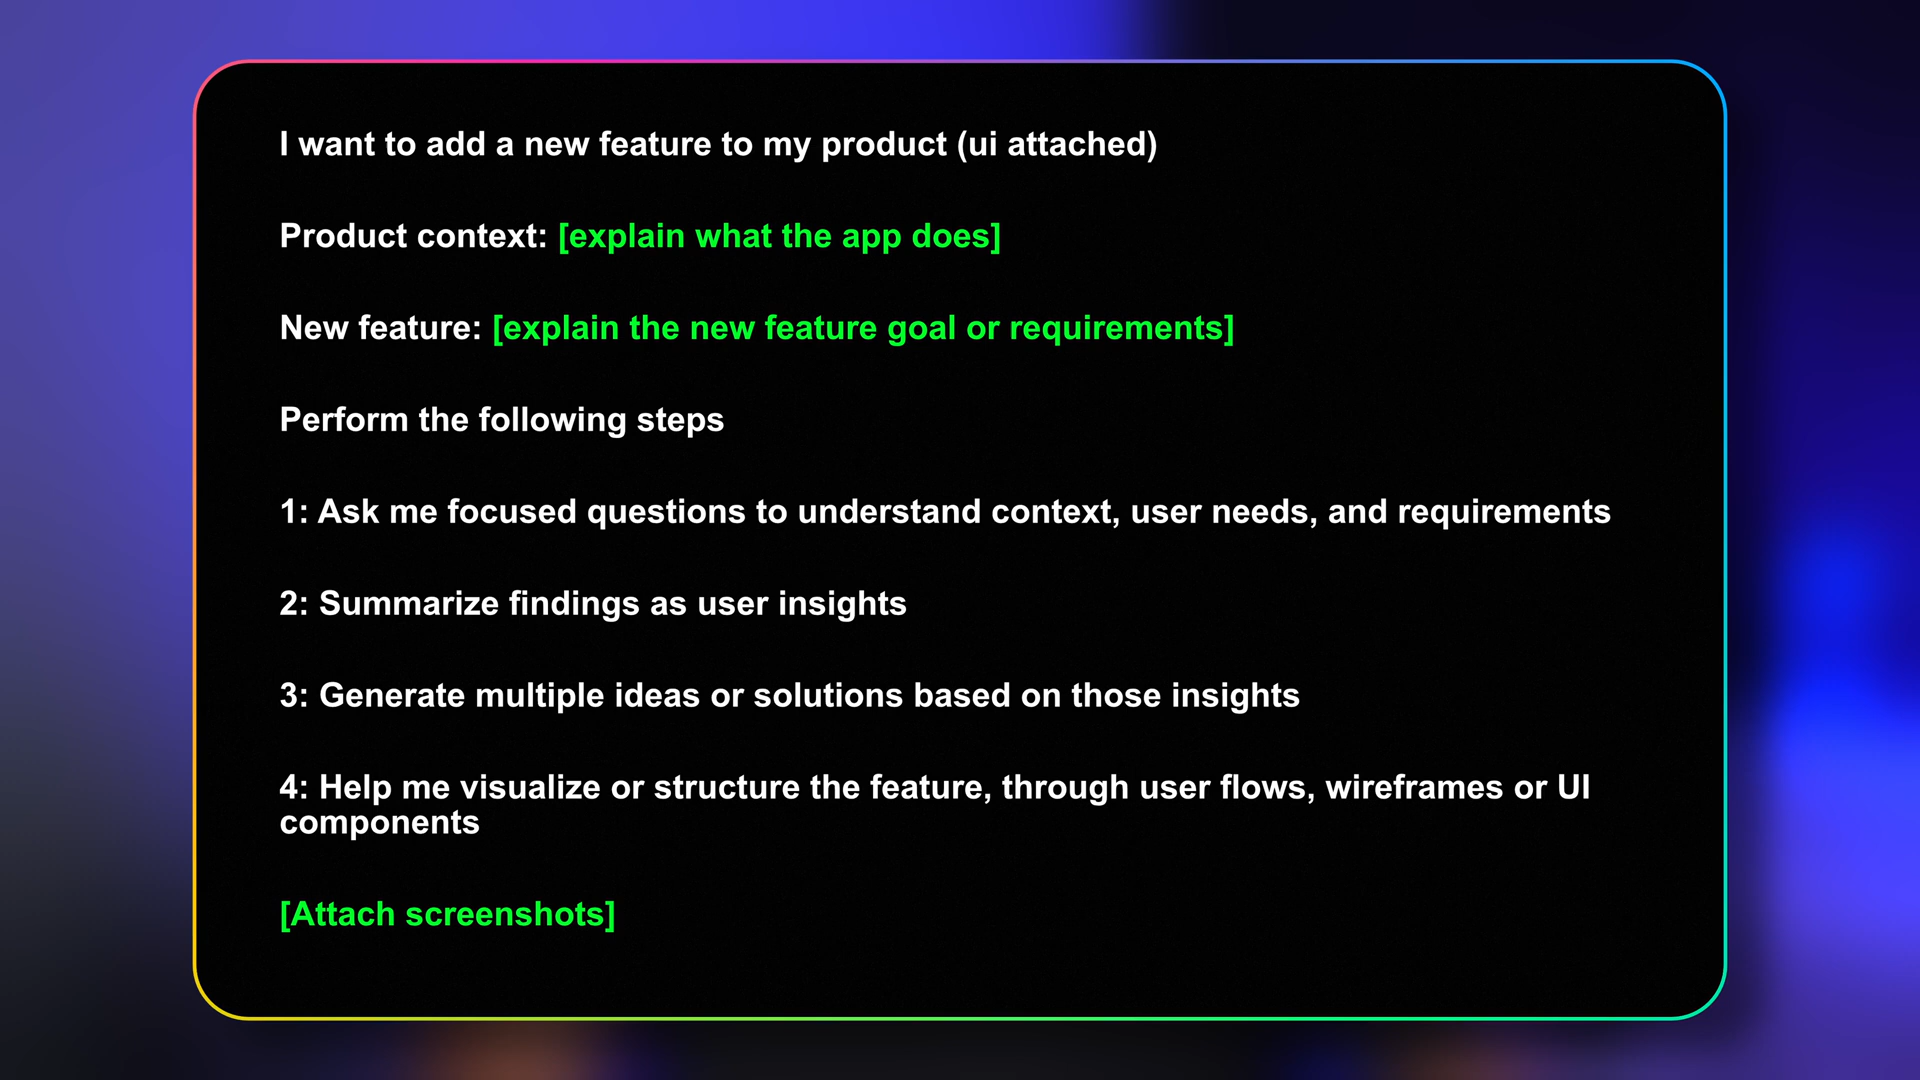 I want to add a new feature to my product (ui attached)
Product context: [explain what the app does]
New feature: [explain the new feature goal or requirements]
Perform the following steps
1: Ask me focused questions to understand context, user needs, and requirements
2: Summarize findings as user insights
3: Generate multiple ideas or solutions based on those insights
4: Help me visualize or structure the feature, through user flows, wireframes or UI
components
[Attach screenshots]